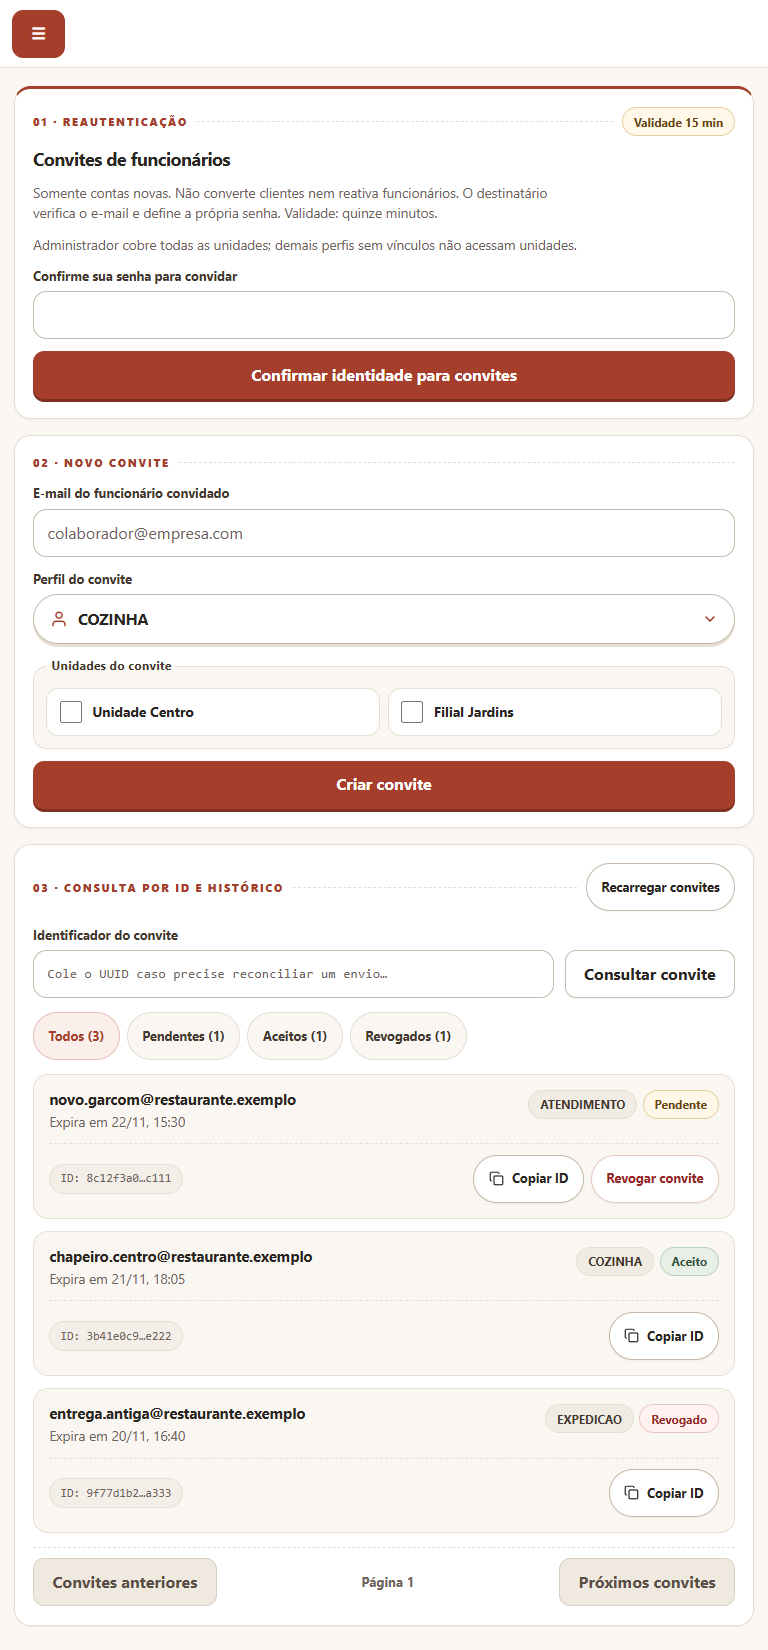 01 · REAUTENTICAÇÃO
Validade 15 min
Convites de funcionários
Somente contas novas. Não converte clientes nem reativa funcionários. O destinatário
verifica o e-mail e define a própria senha. Validade: quinze minutos.
Administrador cobre todas as unidades; demais perfis sem vínculos não acessam unidades.
Confirme sua senha para convidar
Confirmar identidade para convites
02 · NOVO CONVITE
E-mail do funcionário convidado
colaborador@empresa.com
Perfil do convite
COZINHA
Unidades do convite
Unidade Centro
Filial Jardins
Criar convite
03 · CONSULTA POR ID E HISTÓRICO
Recarregar convites
Identificador do convite
Cole o UUID caso precise reconciliar um envio…
Consultar convite
Todos (3)
Pendentes (1)
Aceitos (1)
Revogados (1)
novo.garcom@restaurante.exemplo
ATENDIMENTO
Pendente
Expira em 22/11, 15:30
ID: 8c12f3a0…c111
Copiar ID
Revogar convite
chapeiro.centro@restaurante.exemplo
COZINHA
Aceito
Expira em 21/11, 18:05
ID: 3b41e0c9…e222
Copiar ID
entrega.antiga@restaurante.exemplo
EXPEDICAO
Revogado
Expira em 20/11, 16:40
ID: 9f77d1b2…a333
Copiar ID
Convites anteriores
Página 1
Próximos convites